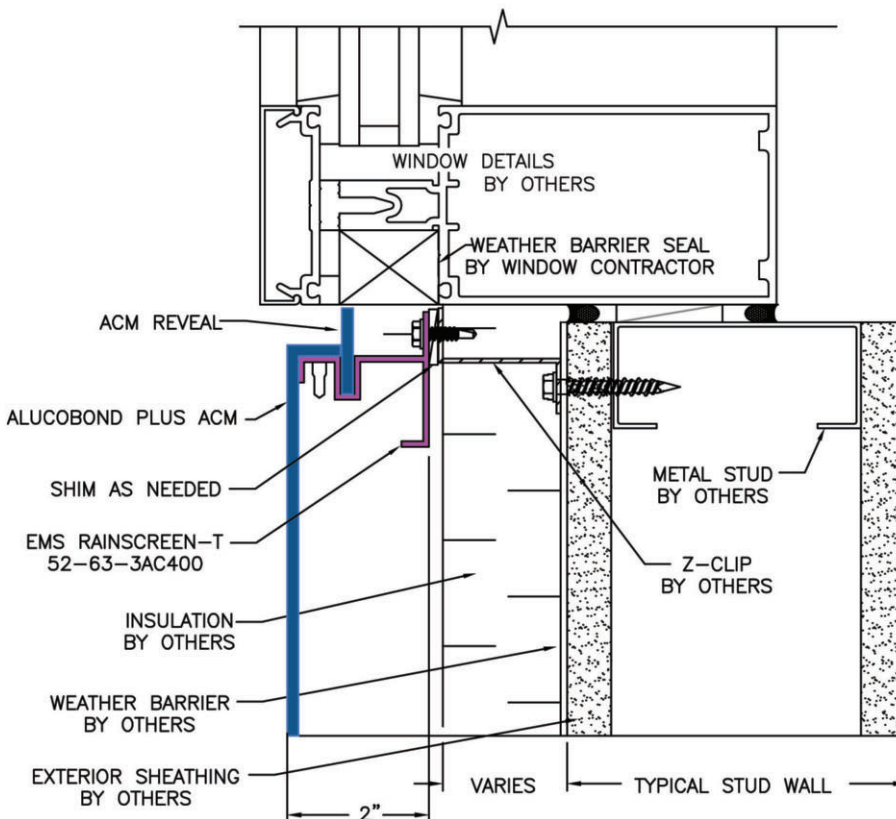 WINDOW DETAILS
BY OTHERS
WEATHER BARRIER SEAL
BY WINDOW CONTRACTOR
ACM REVEAL
ALUCOBOND PLUS ACM
SHIM AS NEEDED
EMS RAINSCREEN-T
52-63-3AC400
INSULATION
BY OTHERS
WEATHER BARRIER
BY OTHERS
EXTERIOR SHEATHING
BY OTHERS
METAL STUD
BY OTHERS
Z-CLIP
BY OTHERS
VARIES
TYPICAL STUD WALL
2"